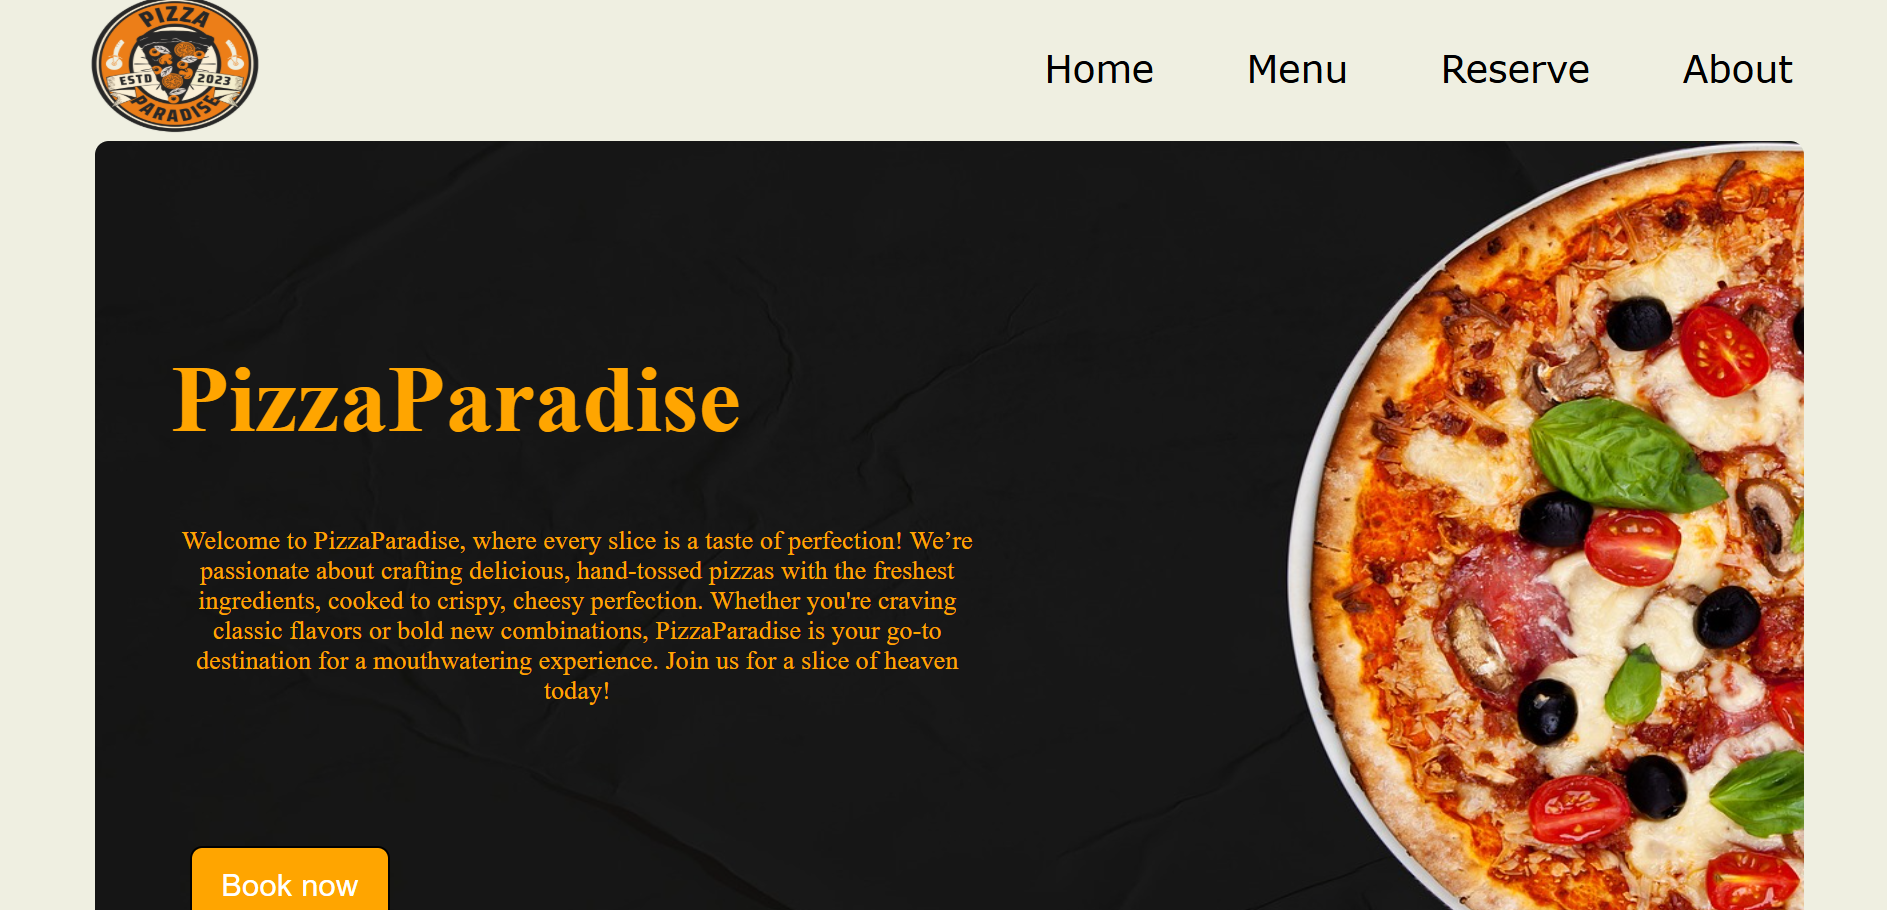 PIZZA
ESTD 2023
PARADISE
Home Menu Reserve About
PizzaParadise
Welcome to PizzaParadise, where every slice is a taste of perfection! We’re
passionate about crafting delicious, hand-tossed pizzas with the freshest
ingredients, cooked to crispy, cheesy perfection. Whether you're craving
classic flavors or bold new combinations, PizzaParadise is your go-to
destination for a mouthwatering experience. Join us for a slice of heaven
today!
Book now